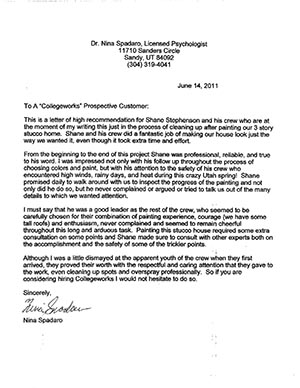 Dr. Nina Spadaro, Licensed Psychologist
11710 Sanders Circle
Sandy, UT 84092
(304) 319-4041
June 14, 2011
To A "Collegeworks" Prospective Customer:
This is a letter of high recommendation for Shane Stophenson and his crew who are at
the moment of my writing this just in the process of cleaning up after painting our 3 story
stucco home. Shane and his crew did a fantastic job of making our house look just the
way we wanted it, even though it took extra time and effort.
From the beginning to the end of this project Shane was professional, reliable, and true
to his word. I was impressed not only with his follow up throughout the process of
choosing colors and paint, but with his attention to the safety of his crew who
encountered high winds, rainy days, and heat during this crazy Utah spring! Shane
promised daily to walk around with us to inspect the progress of the painting and not
only did he do so, but he never complained or argued or tried to talk us out of the many
details to which we wanted attention.
I must say that he was a good leader as the rest of the crew, who seemed to be
carefully chosen for their combination of painting experience, courage (we have some
tall roofs) and enthusiasm, never complained and seemed to remain cheerful
throughout this long and arduous task. Painting this stucco house required some
extra consultation on some points and Shane made sure to consult with other experts both on
the accomplishment and the safety of some of the trickier points.
Although I was a little dismayed at the apparent youth of the crew when they first
arrived, they proved their worth with the respectful and caring attention that they gave to
the work, even cleaning up spots and overspray professionally. So if you are
considering hiring Collegeworks I would not hesitate to do so.
Sincerely,
Nina Spadaro
Nina Spadaro